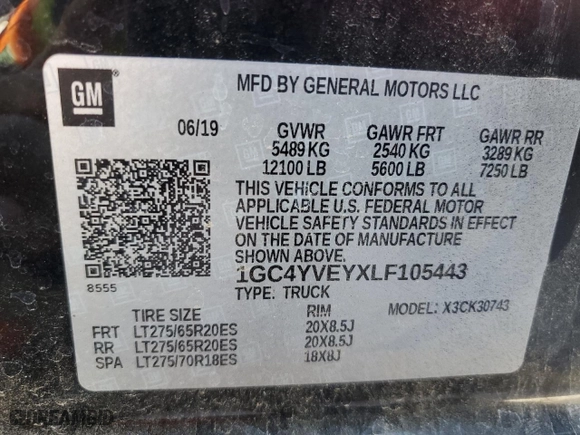 GM
MFD BY GENERAL MOTORS LLC
06/19 GVWR GAWR FRT GAWR RR
5489 KG 2540 KG 3289 KG
12100 LB 5600 LB 7250 LB
THIS VEHICLE CONFORMS TO ALL
APPLICABLE U.S. FEDERAL MOTOR
VEHICLE SAFETY STANDARDS IN EFFECT
ON THE DATE OF MANUFACTURE
SHOWN ABOVE.
8555 1GC4YVEYXLF105443
TYPE: TRUCK MODEL: X3CK30743
TIRE SIZE RIM
FRT LT275/65R20ES 20X8.5J
RR LT275/65R20ES 20X8.5J
SPA LT275/70R18ES 18X8J
©DREAMBID